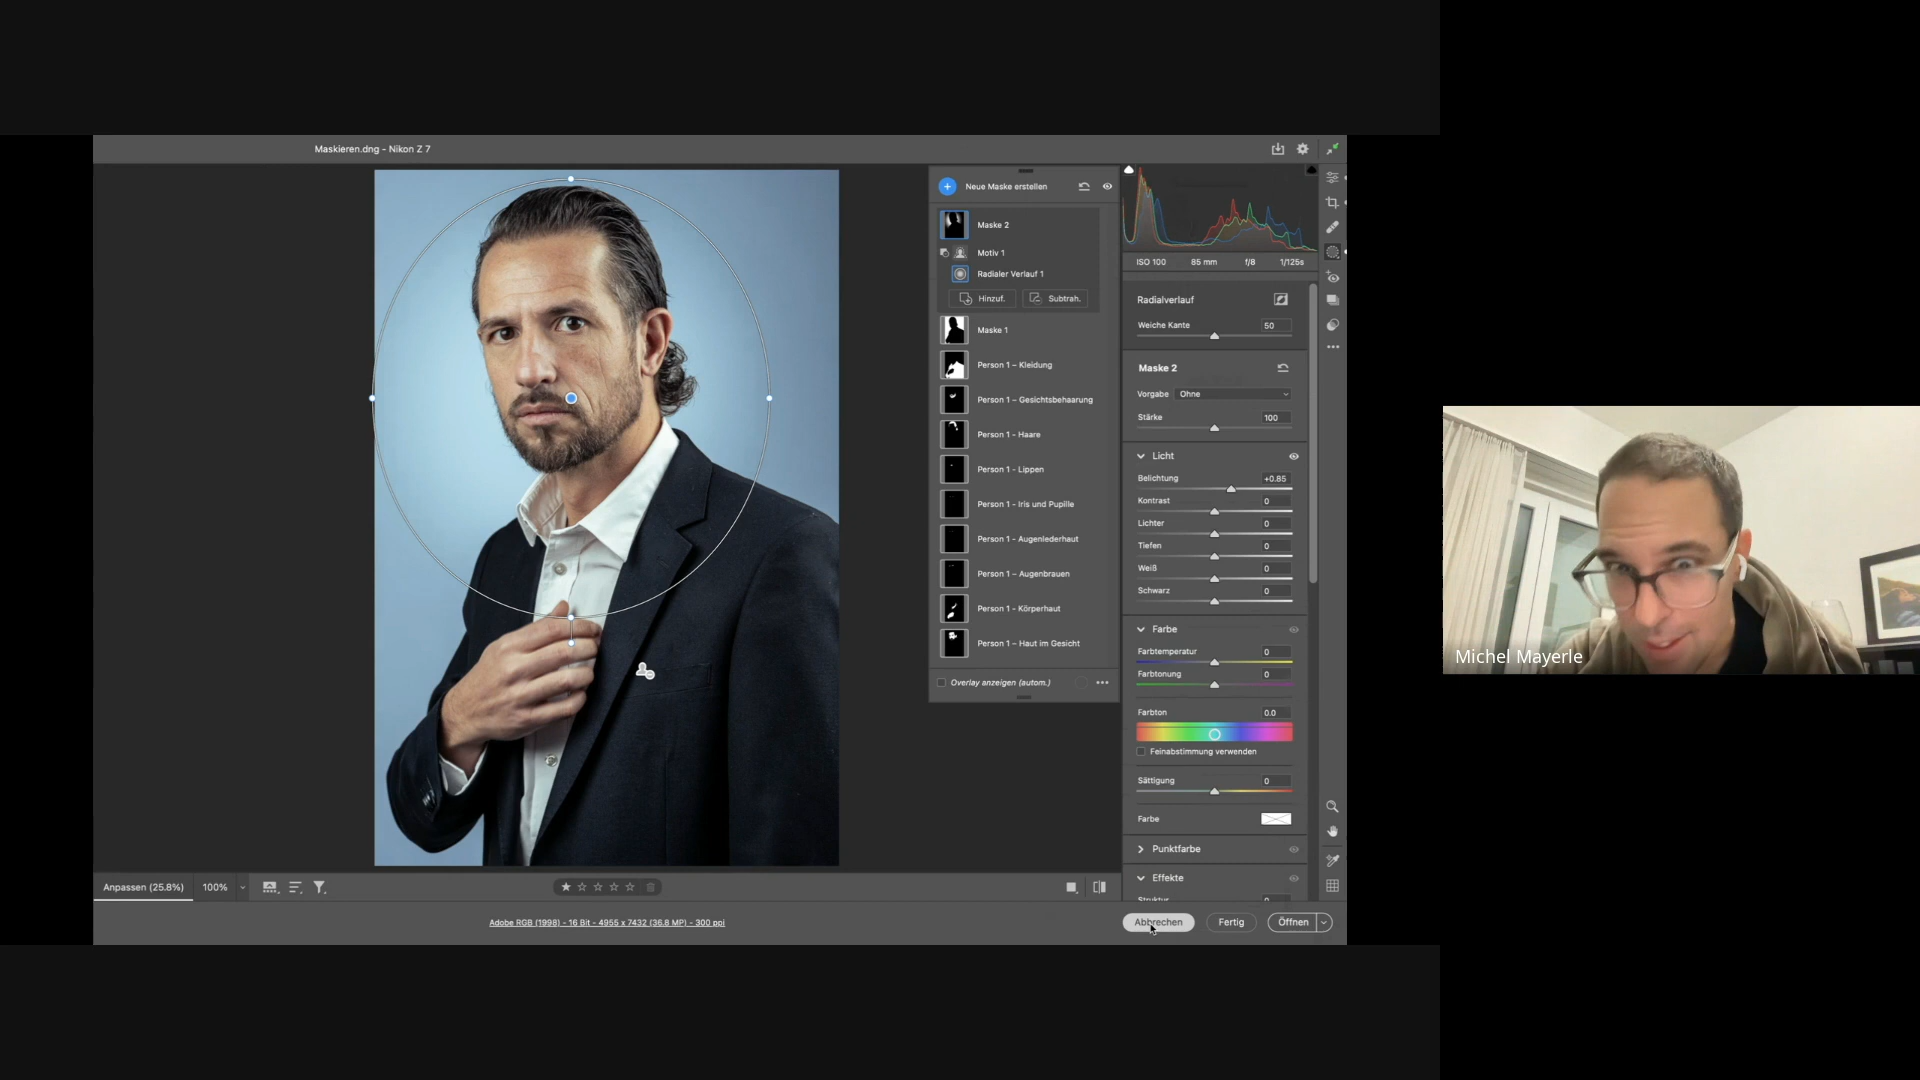 Maskieren.dng - Nikon Z 7
Neue Maske erstellen
Maske 2
Motiv 1
Radialer Verlauf 1
Hinzuf. Subtrah.
Maske 1
Person 1 – Kleidung
Person 1 – Gesichtsbehaarung
Person 1 - Haare
Person 1 - Lippen
Person 1 - Iris und Pupille
Person 1 - Augenlederhaut
Person 1 – Augenbrauen
Person 1 - Körperhaut
Person 1 – Haut im Gesicht
Overlay anzeigen (autom.)
ISO 100 85 mm f/8 1/125s
Radialverlauf
Weiche Kante 50
Maske 2
Vorgabe Ohne
Stärke 100
Licht
Belichtung +0.85
Kontrast 0
Lichter 0
Tiefen 0
Weiß 0
Schwarz 0
Farbe
Farbtemperatur 0
Farbtonung 0
Farbton 0.0
Feinabstimmung verwenden
Sättigung 0
Farbe
Punktfarbe
Effekte
Struktur
Anpassen (25.8%) 100%
Adobe RGB (1998) - 16 Bit - 4955 x 7432 (36.8 MP) - 300 ppi
Abbrechen Fertig Öffnen
Michel Mayerle